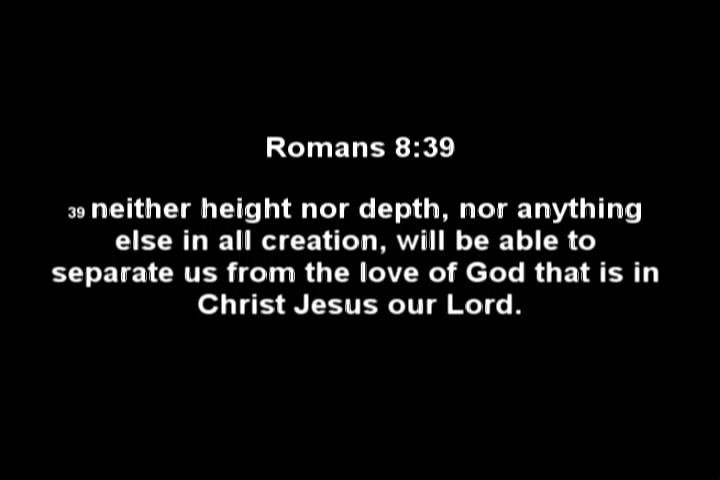 Romans 8:39
39 neither height nor depth, nor anything
else in all creation, will be able to
separate us from the love of God that is in
Christ Jesus our Lord.